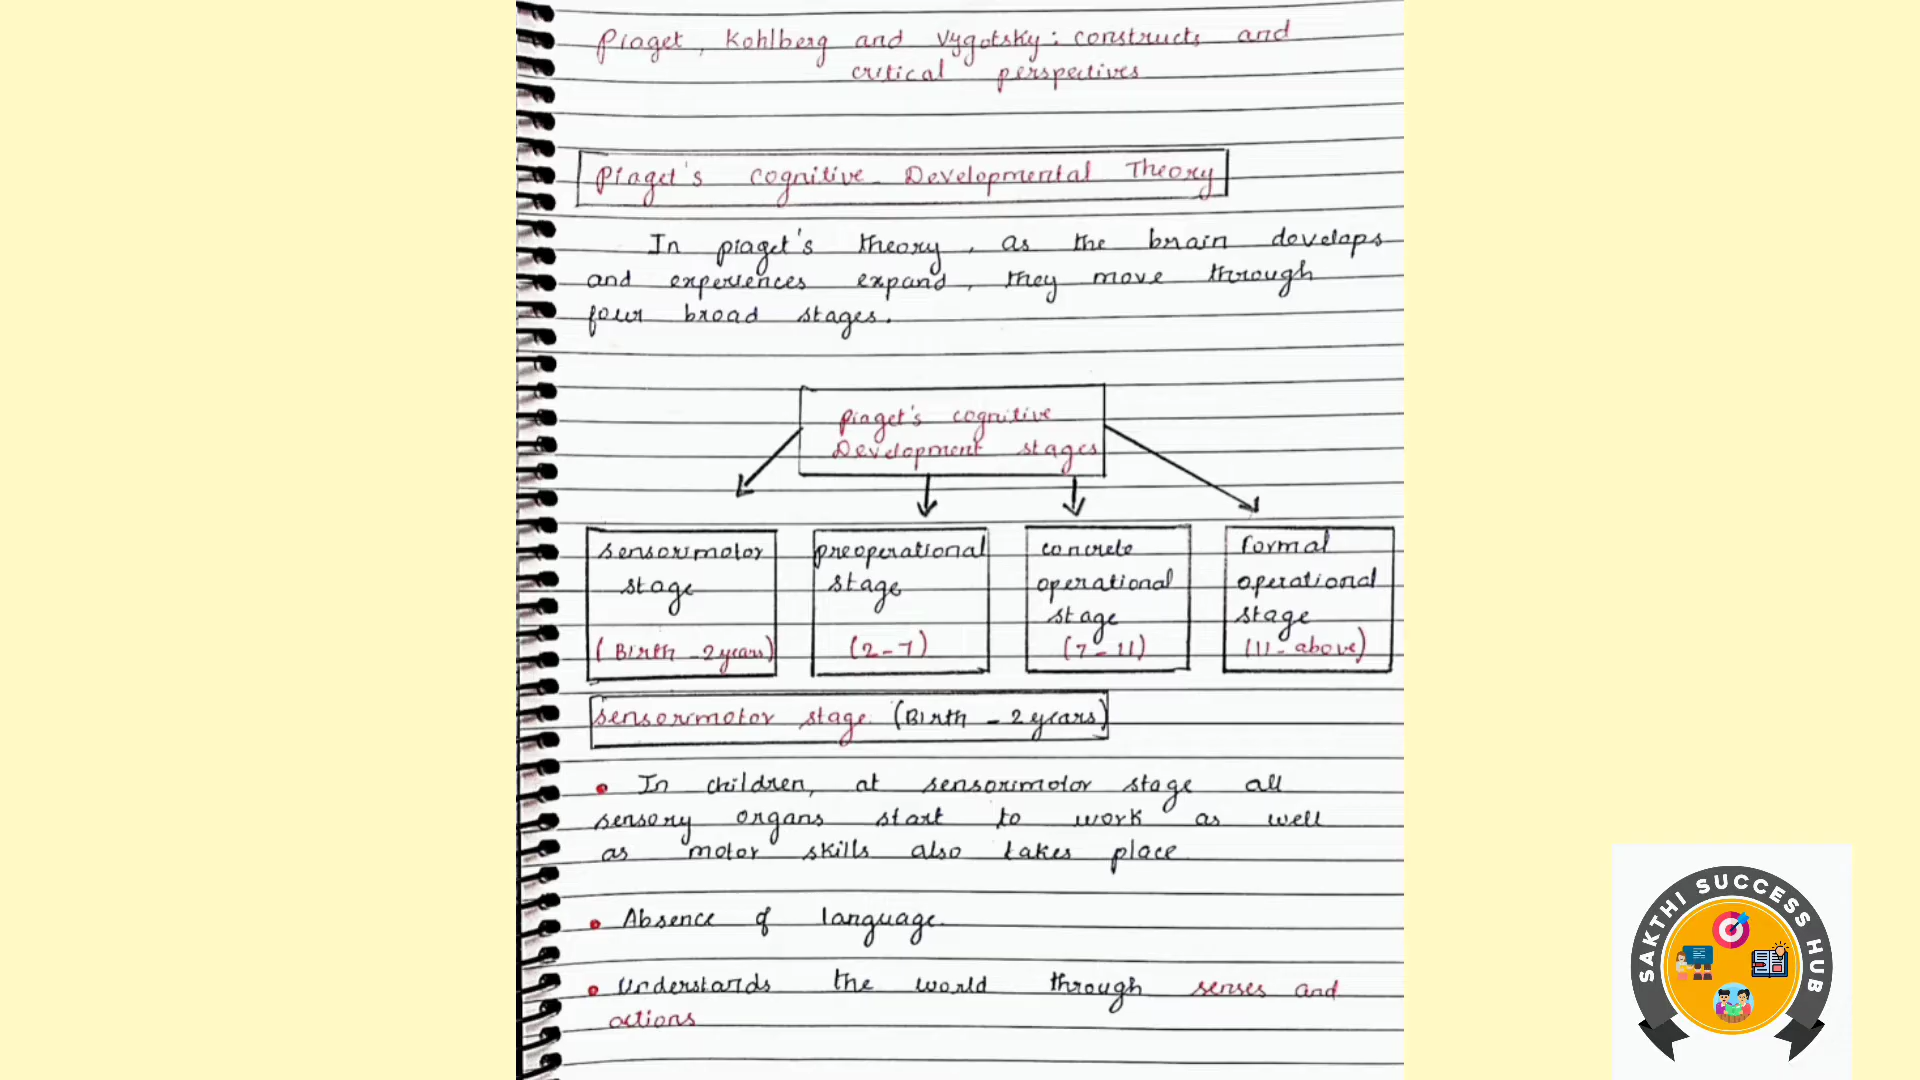 Piaget, Kohlberg and Vygotsky: constructs and
critical perspectives
Piaget's cognitive Developmental Theory
In piaget's theory, as the brain develops
and experiences expand, they move through
four broad stages.
piaget's cognitive
Development stages
sensorimotor
stage
(Birth - 2 years)
preoperational
stage
(2-7)
concrete
operational
stage
(7-11)
formal
operational
stage
(11- above)
sensorimotor stage (Birth - 2 years)
• In children, at sensorimotor stage all
sensory organs start to work as well
as motor skills also takes place
• Absence of language.
• Understands the world through senses and
actions
SAKTHI SUCCESS HUB